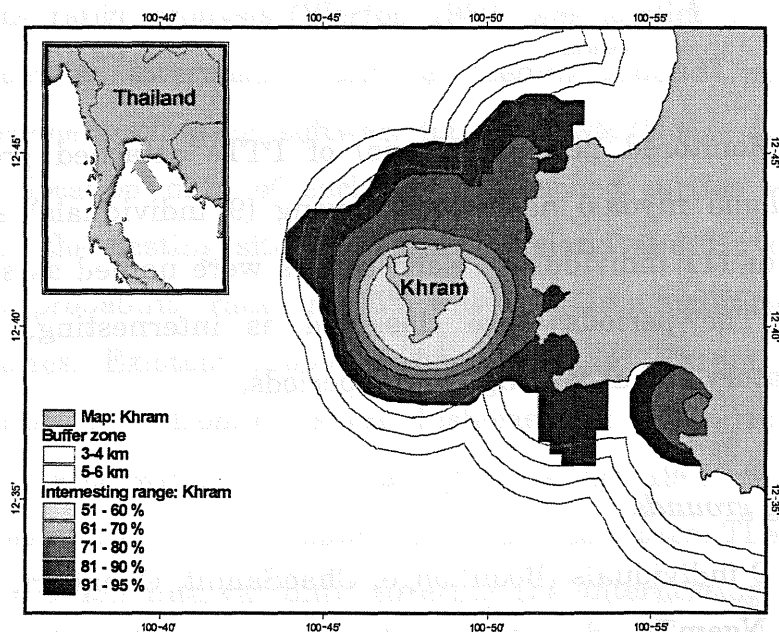 100-40' 100-45' 100-50' 100-55'
Thailand
Khram
12-45' 12-45'
12-40' 12-40'
12-35' 12-35'
Map: Khram
Buffer zone
3-4 km
5-6 km
Internesting range: Khram
51 - 60 %
61 - 70 %
71 - 80 %
81 - 90 %
91 - 95 %
100-40' 100-45' 100-50' 100-55'